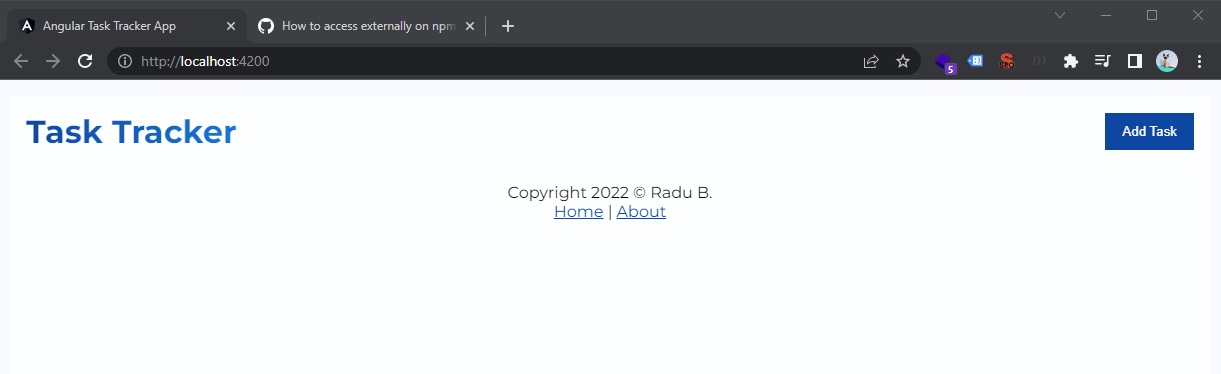 Angular Task Tracker App
How to access externally on npm
http://localhost:4200
5
Task Tracker
Add Task
Copyright 2022 © Radu B.
Home | About